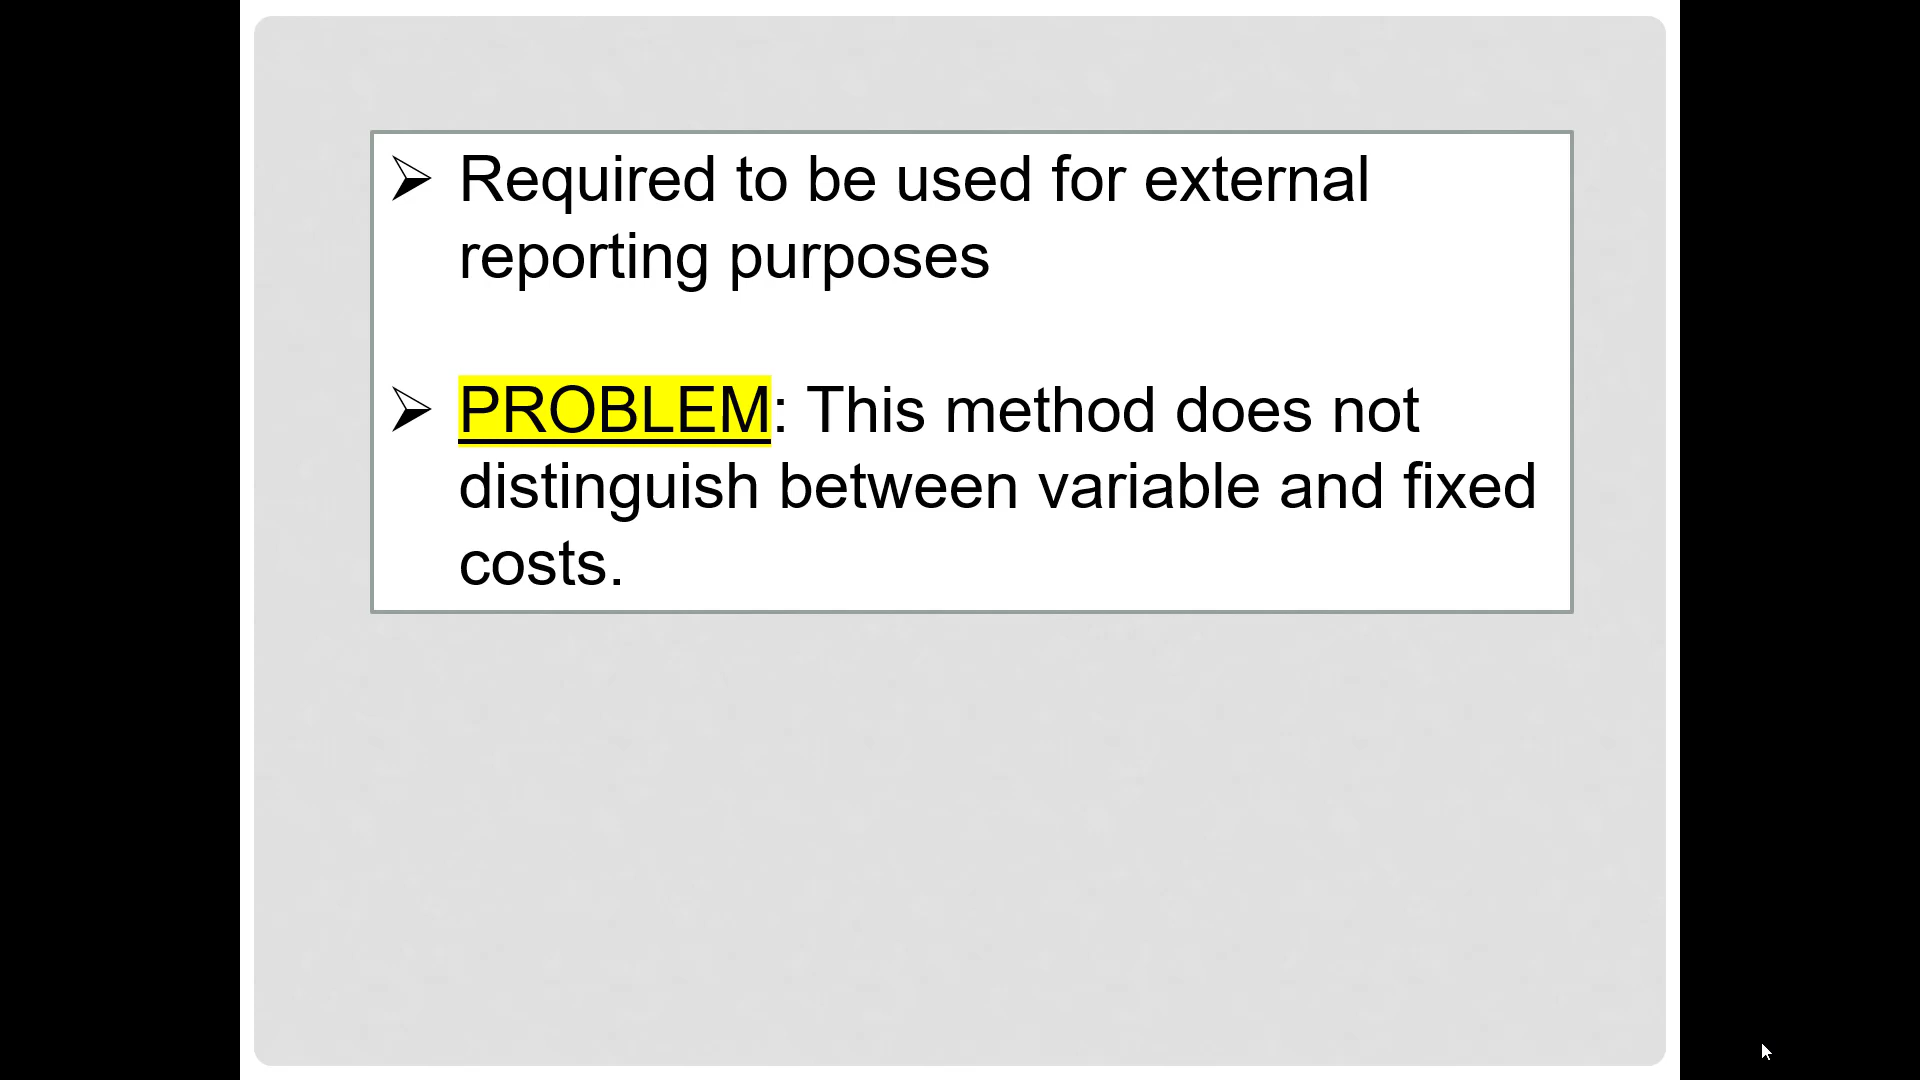 ➢ Required to be used for external
reporting purposes
➢ PROBLEM: This method does not
distinguish between variable and fixed
costs.